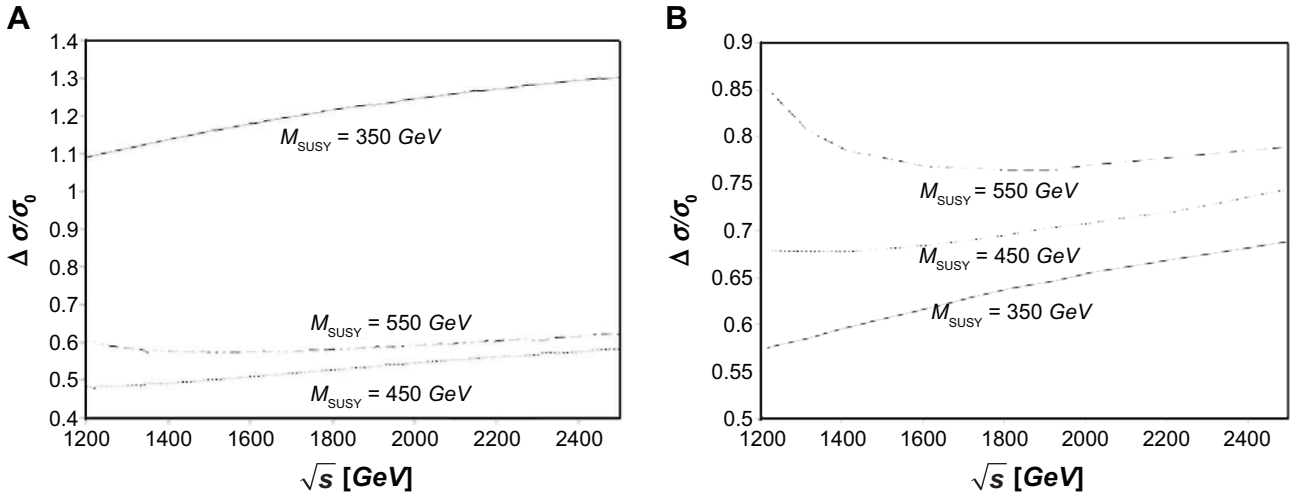 A
1.4
1.3
1.2
1.1
1
0.9
0.8
0.7
0.6
0.5
0.4
Δ σ/σ0
M_SUSY = 350 GeV
M_SUSY = 550 GeV
M_SUSY = 450 GeV
1200 1400 1600 1800 2000 2200 2400
√s [GeV]
B
0.9
0.85
0.8
0.75
0.7
0.65
0.6
0.55
0.5
Δ σ/σ0
M_SUSY = 550 GeV
M_SUSY = 450 GeV
M_SUSY = 350 GeV
1200 1400 1600 1800 2000 2200 2400
√s [GeV]